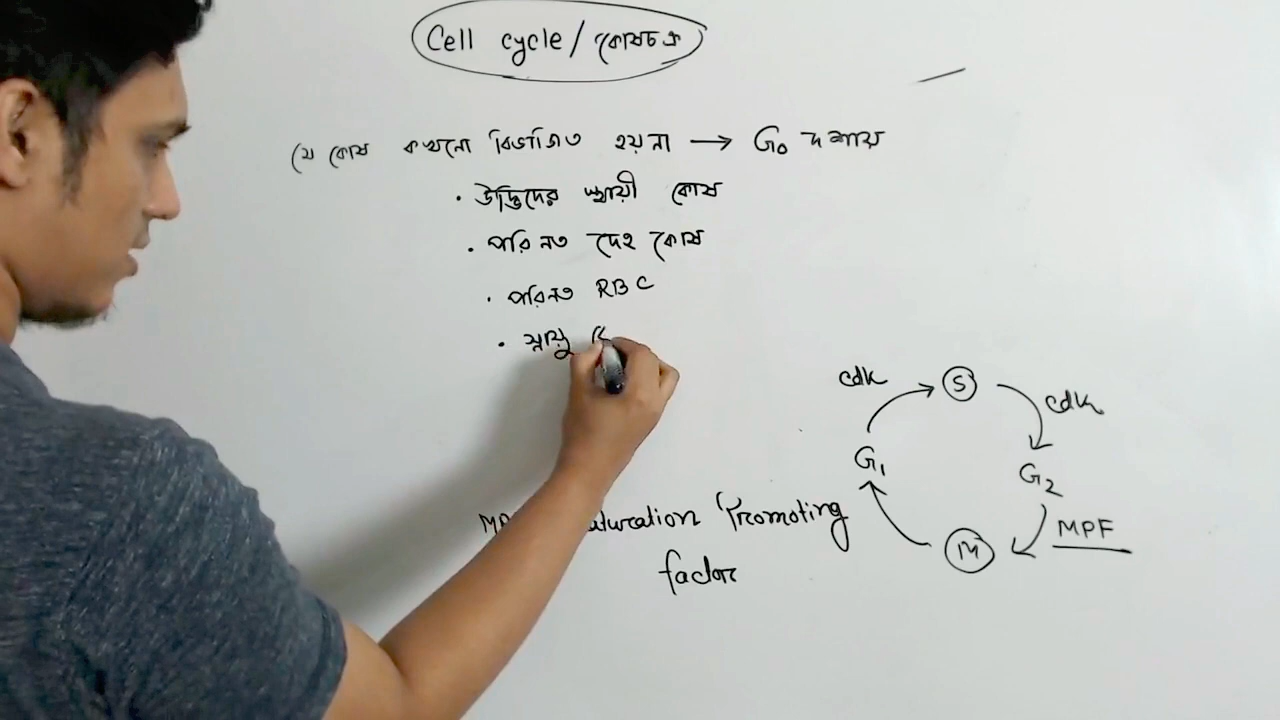 Cell cycle / কোষচক্র
যে কোষ কখনো বিভাজিত হয় না → G₀ দশায়
· উদ্ভিদের স্থায়ী কোষ
· পরিনত দেহ কোষ
· পরিনত RBC
· স্নায়ু
cdk
S
cdk
G₁
G₂
Promoting
MPF
M
factor